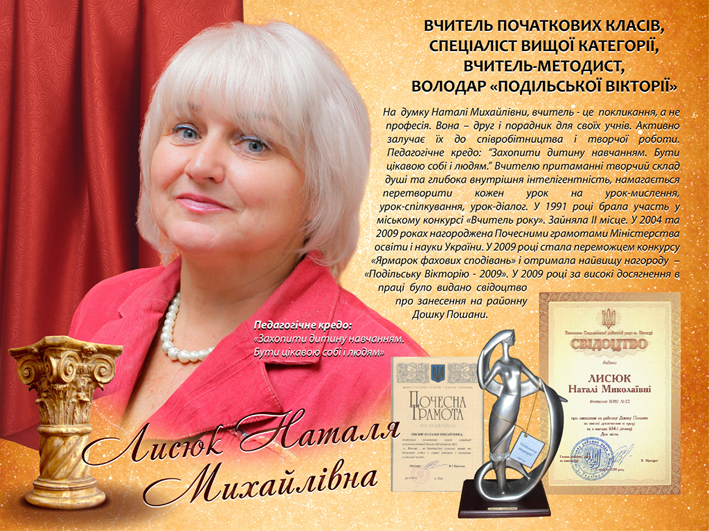 ВЧИТЕЛЬ ПОЧАТКОВИХ КЛАСІВ,
СПЕЦІАЛІСТ ВИЩОЇ КАТЕГОРІЇ,
ВЧИТЕЛЬ-МЕТОДИСТ,
ВОЛОДАР «ПОДІЛЬСЬКОЇ ВІКТОРІЇ»
На думку Наталі Михайлівни, вчитель - це покликання, а не
професія. Вона – друг і порадник для своїх учнів. Активно
залучає їх до співробітництва і творчої роботи.
Педагогічне кредо: "Захопити дитину навчанням. Бути
цікавою собі і людям." Вчителю притаманні творчий склад
душі та глибока внутрішня інтелігентність, намагається
перетворити кожен урок на урок-мислення,
урок-спілкування, урок-діалог. У 1991 році брала участь у
міському конкурсі «Вчитель року». Зайняла ІІ місце. У 2004 та
2009 роках нагороджена Почесними грамотами Міністерства
освіти і науки України. У 2009 році стала переможцем конкурсу
«Ярмарок фахових сподівань» і отримала найвищу нагороду –
«Подільську Вікторію - 2009». У 2009 році за високі досягнення в
праці було видано свідоцтво
про занесення на районну
Дошку Пошани.
Педагогічне кредо:
«Захопити дитину навчанням.
Бути цікавою собі і людям»
Лисюк Наталя
Михайлівна
ПОЧЕСНА
ГРАМОТА
СВІДОЦТВО
ЛИСЮК
Наталі Миколаївні